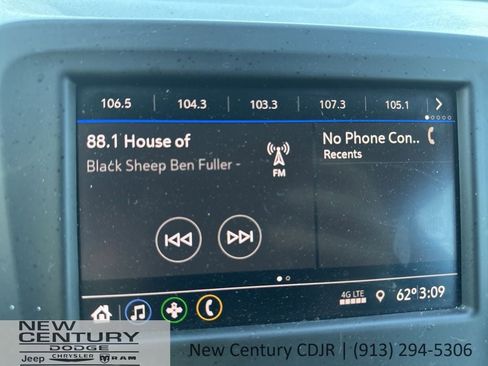 106.5 104.3 103.3 107.3 105.1
88.1 House of
Black Sheep Ben Fuller -
FM
No Phone Con..
Recents
4G LTE
62° 3:09
NEW
CENTURY
DODGE
Jeep CHRYSLER RAM
New Century CDJR | (913) 294-5306